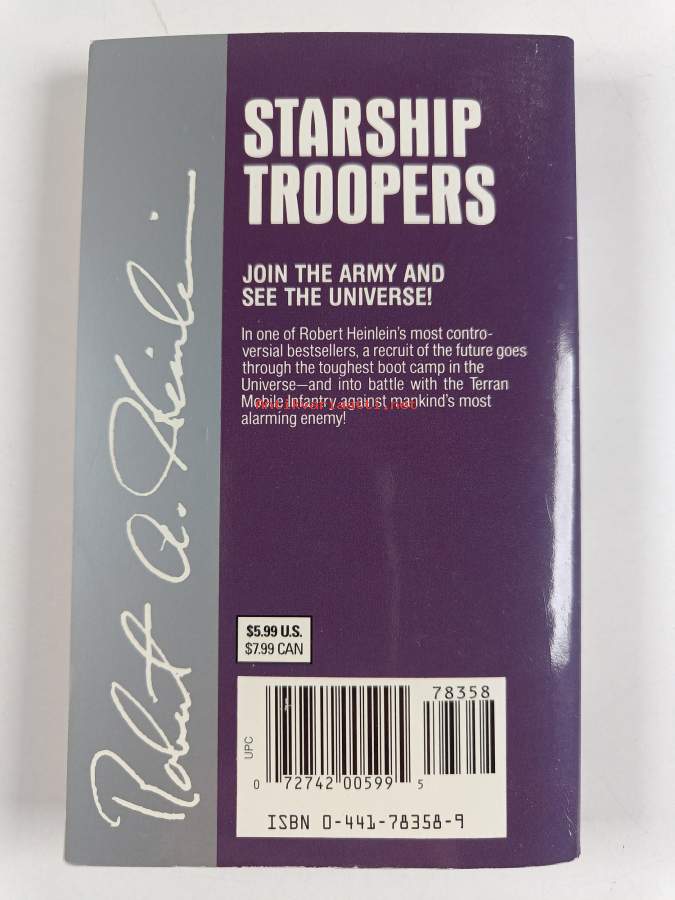 STARSHIP
TROOPERS
JOIN THE ARMY AND
SEE THE UNIVERSE!
In one of Robert Heinlein's most contro-
versial bestsellers, a recruit of the future goes
through the toughest boot camp in the
Universe—and into battle with the Terran
Mobile Infantry against mankind's most
alarming enemy!
Antikvariaatti.net
Robert A. Heinlein
$5.99 U.S.
$7.99 CAN
78358
UPC
0 72742 00599 5
ISBN 0-441-78358-9